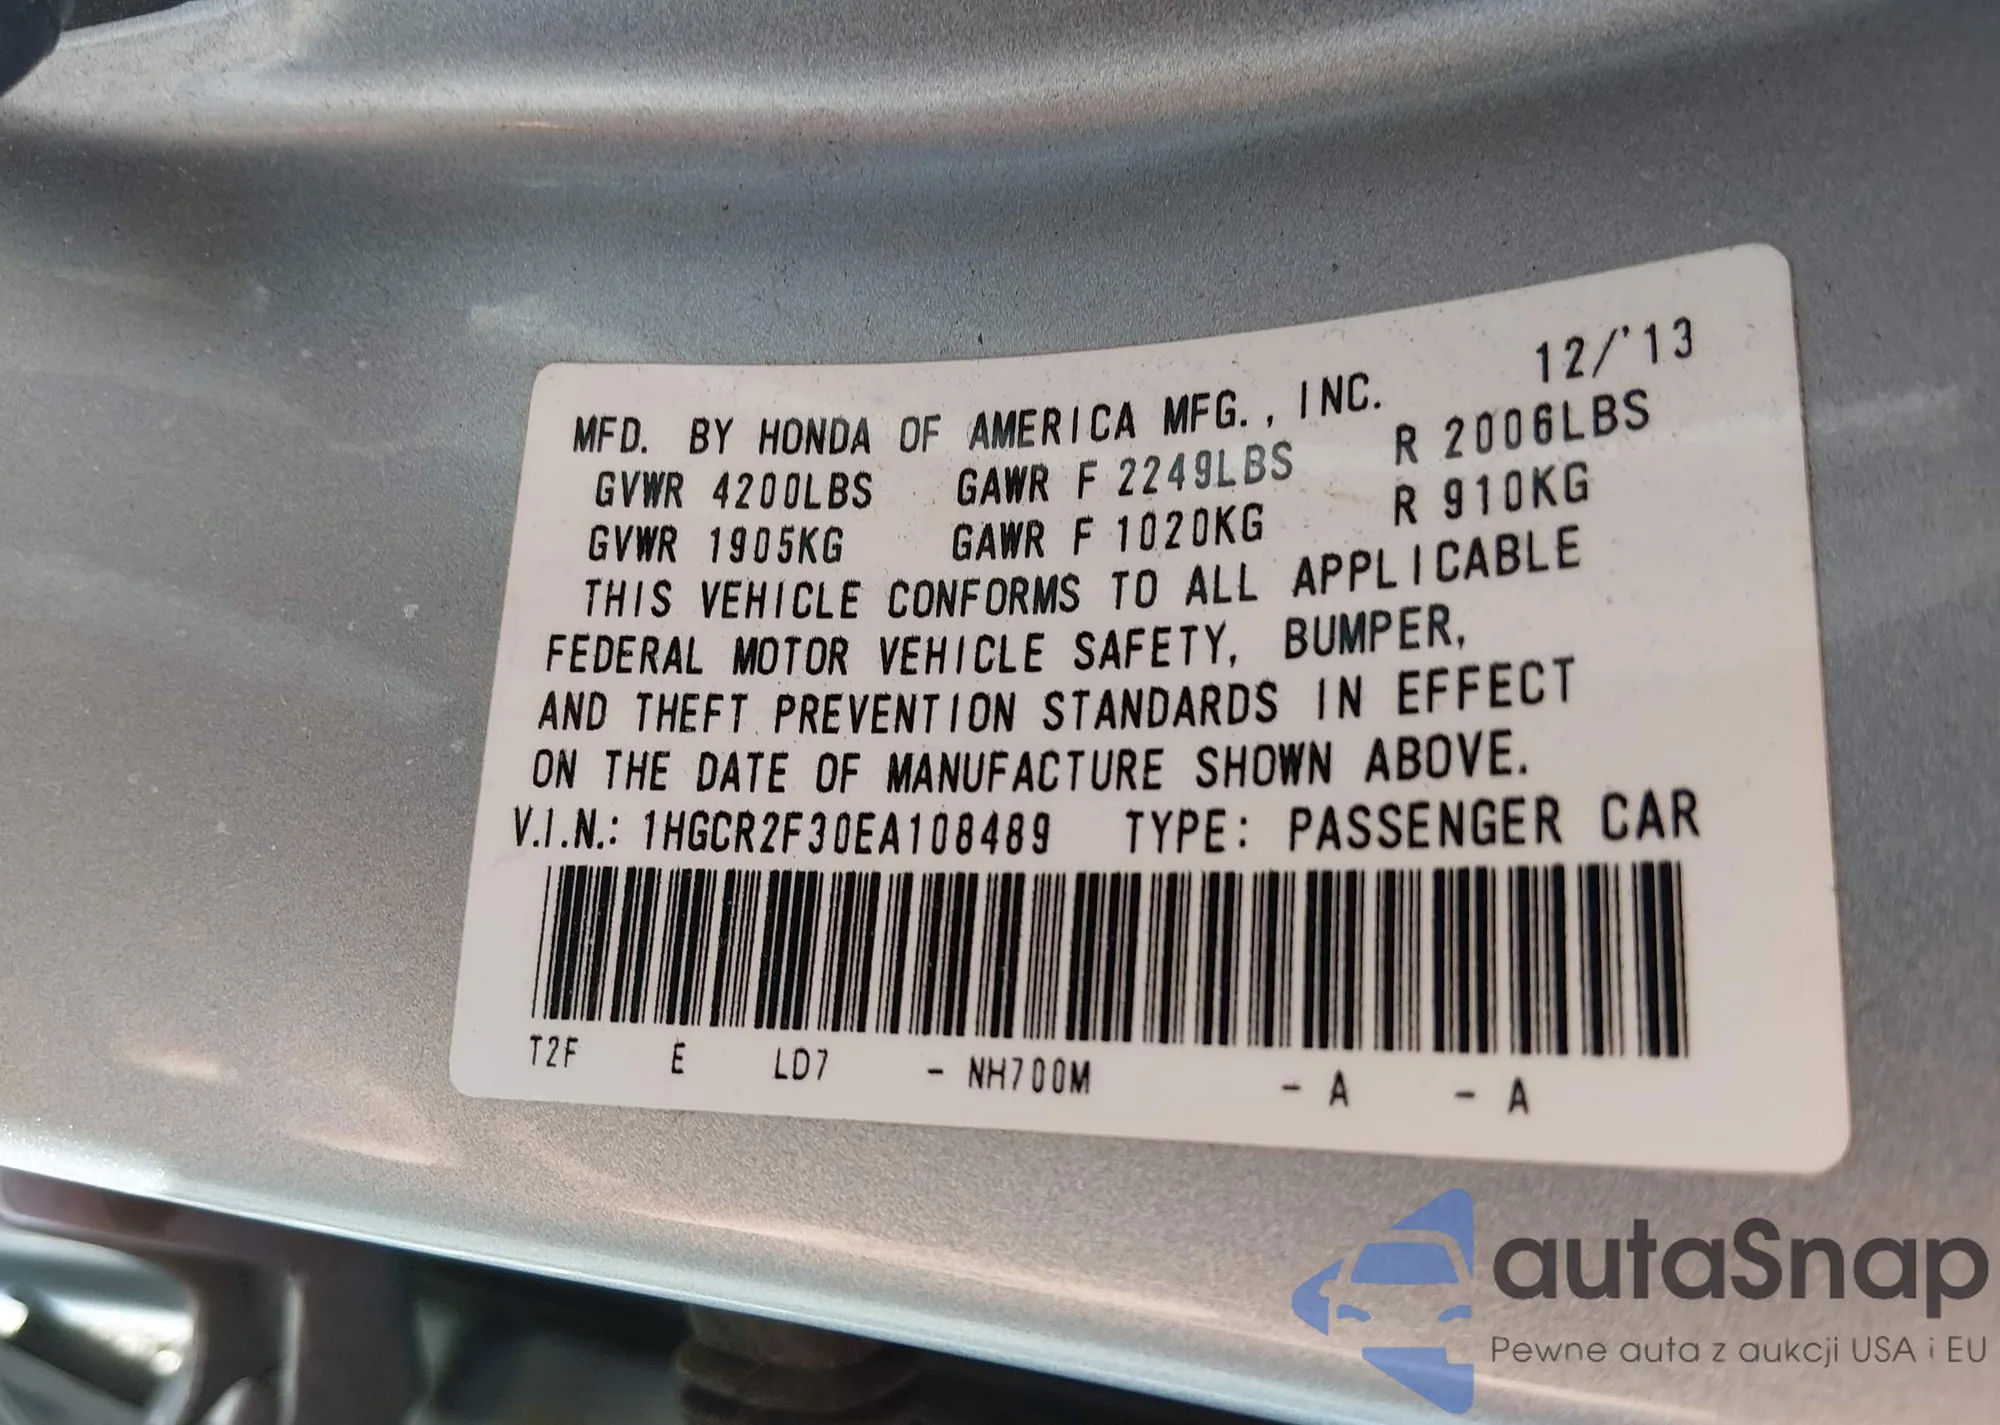 12/'13
MFD. BY HONDA OF AMERICA MFG., INC.
GVWR 4200LBS GAWR F 2249LBS R 2006LBS
GVWR 1905KG GAWR F 1020KG R 910KG
THIS VEHICLE CONFORMS TO ALL APPLICABLE
FEDERAL MOTOR VEHICLE SAFETY, BUMPER,
AND THEFT PREVENTION STANDARDS IN EFFECT
ON THE DATE OF MANUFACTURE SHOWN ABOVE.
V.I.N.: 1HGCR2F30EA108489 TYPE: PASSENGER CAR
T2F E LD7 - NH700M - A - A
autaSnap
Pewne auta z aukcji USA i EU